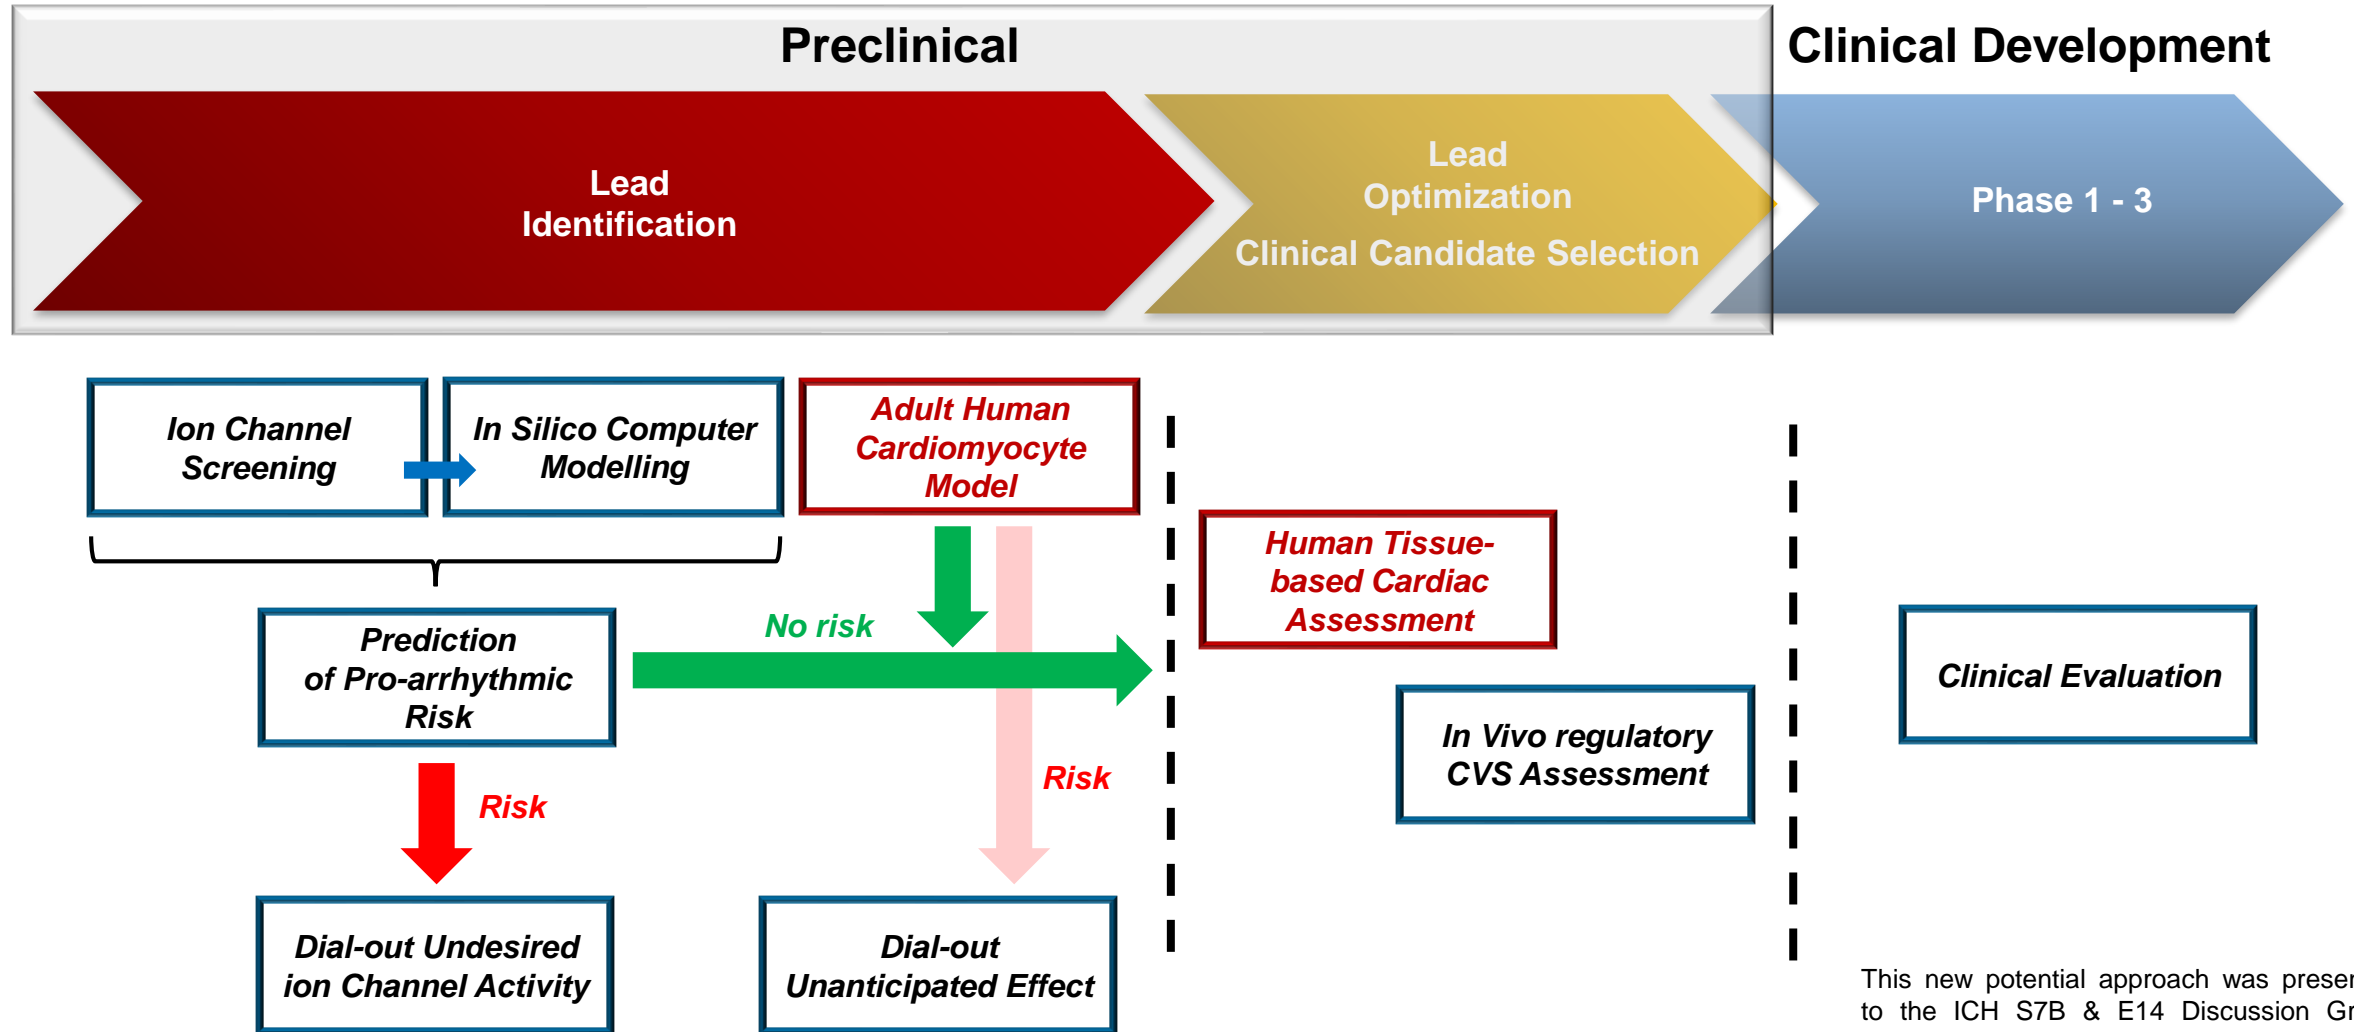 Preclinical
Clinical Development
Lead
Identification
Lead
Optimization
Clinical Candidate Selection
Phase 1 - 3
Ion Channel
Screening
In Silico Computer
Modelling
Adult Human
Cardiomyocyte
Model
Human Tissue-
based Cardiac
Assessment
No risk
Prediction
of Pro-arrhythmic
Risk
Clinical Evaluation
In Vivo regulatory
CVS Assessment
Risk
Risk
Dial-out Undesired
ion Channel Activity
Dial-out
Unanticipated Effect
This new potential approach was
to the ICH S7B & E14 Discussion